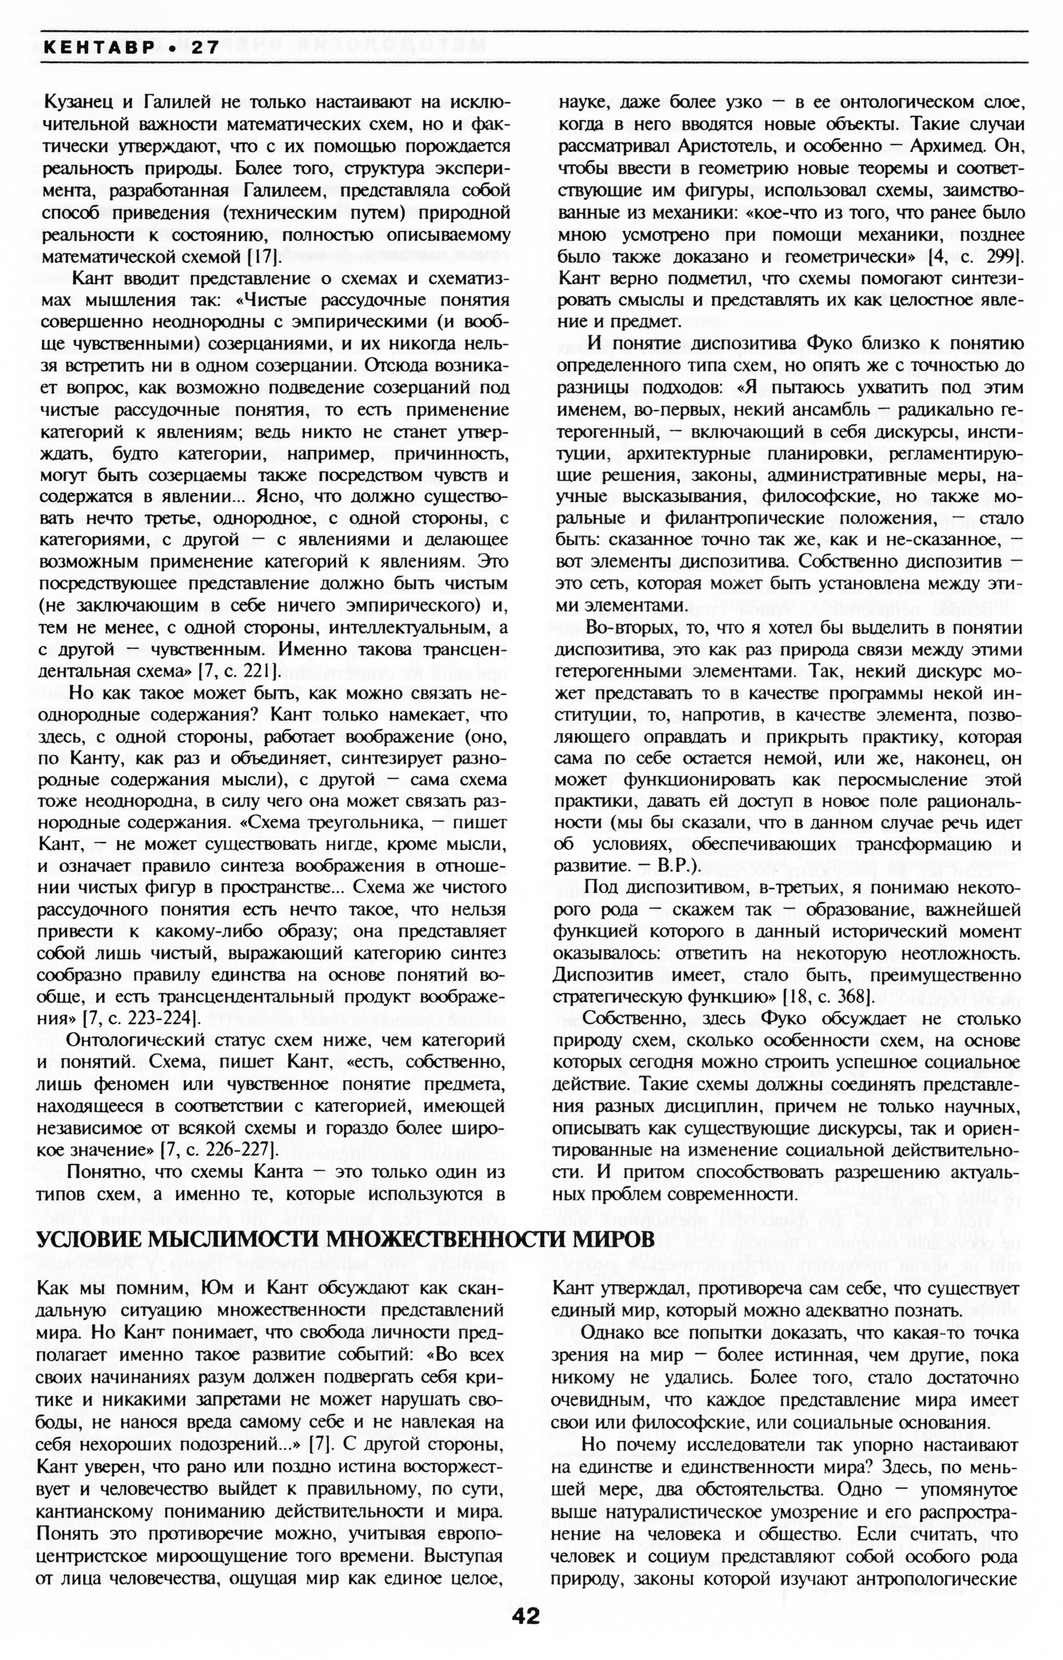 КЕНТАВР • 27
Кузанец и Галилей не только настаивают на исклю-
чительной важности математических схем, но и фак-
тически утверждают, что с их помощью порождается
реальность природы. Более того, структура экспери-
мента, разработанная Галилеем, представляла собой
способ приведения (техническим путем) природной
реальности к состоянию, полностью описываемому
математической схемой [17].
Кант вводит представление о схемах и схематиз-
мах мышления так: «Чистые рассудочные понятия
совершенно неоднородны с эмпирическими (и вооб-
ще чувственными) созерцаниями, и их никогда нель-
зя встретить ни в одном созерцании. Отсюда возника-
ет вопрос, как возможно подведение созерцаний под
чистые рассудочные понятия, то есть применение
категорий к явлениям; ведь никто не станет утвер-
ждать, будто категории, например, причинность,
могут быть созерцаемы также посредством чувств и
содержатся в явлении... Ясно, что должно существо-
вать нечто третье, однородное, с одной стороны, с
категориями, с другой — с явлениями и делающее
возможным применение категорий к явлениям. Это
посредствующее представление должно быть чистым
(не заключающим в себе ничего эмпирического) и,
тем не менее, с одной стороны, интеллектуальным, а
с другой — чувственным. Именно такова трансцен-
дентальная схема» [7, с. 221].
Но как такое может быть, как можно связать не-
однородные содержания? Кант только намекает, что
здесь, с одной стороны, работает воображение (оно,
по Канту, как раз и объединяет, синтезирует разно-
родные содержания мысли), с другой — сама схема
тоже неоднородна, в силу чего она может связать раз-
нородные содержания. «Схема треугольника, — пишет
Кант, — не может существовать нигде, кроме мысли,
и означает правило синтеза воображения в отноше-
нии чистых фигур в пространстве... Схема же чистого
рассудочного понятия есть нечто такое, что нельзя
привести к какому-либо образу; она представляет
собой лишь чистый, выражающий категорию синтез
сообразно правилу единства на основе понятий во-
обще, и есть трансцендентальный продукт воображе-
ния» [7, с. 223-224].
Онтологический статус схем ниже, чем категорий
и понятий. Схема, пишет Кант, «есть, собственно,
лишь феномен или чувственное понятие предмета,
находящееся в соответствии с категорией, имеющей
независимое от всякой схемы и гораздо более широ-
кое значение» [7, с. 226-227].
Понятно, что схемы Канта — это только один из
типов схем, а именно те, которые используются в
науке, даже более узко — в ее онтологическом слое,
когда в него вводятся новые объекты. Такие случаи
рассматривал Аристотель, и особенно — Архимед. Он,
чтобы ввести в геометрию новые теоремы и соответ-
ствующие им фигуры, использовал схемы, заимство-
ванные из механики: «кое-что из того, что ранее было
мною усмотрено при помощи механики, позднее
было также доказано и геометрически» [4, с. 299].
Кант верно подметил, что схемы помогают синтези-
ровать смыслы и представлять их как целостное явле-
ние и предмет.
И понятие диспозитива Фуко близко к понятию
определенного типа схем, но опять же с точностью до
разницы подходов: «Я пытаюсь ухватить под этим
именем, во-первых, некий ансамбль — радикально ге-
терогенный, — включающий в себя дискурсы, инсти-
туции, архитектурные планировки, регламентирую-
щие решения, законы, административные меры, на-
учные высказывания, философские, но также мо-
ральные и филантропические положения, — стало
быть: сказанное точно так же, как и не-сказанное, —
вот элементы диспозитива. Собственно диспозитив —
это сеть, которая может быть установлена между эти-
ми элементами.
Во-вторых, то, что я хотел бы выделить в понятии
диспозитива, это как раз природа связи между этими
гетерогенными элементами. Так, некий дискурс мо-
жет представать то в качестве программы некой ин-
ституции, то, напротив, в качестве элемента, позво-
ляющего оправдать и прикрыть практику, которая
сама по себе остается немой, или же, наконец, он
может функционировать как переосмысление этой
практики, давать ей доступ в новое поле рациональ-
ности (мы бы сказали, что в данном случае речь идет
об условиях, обеспечивающих трансформацию и
развитие. — В.Р.).
Под диспозитивом, в-третьих, я понимаю некото-
рого рода — скажем так — образование, важнейшей
функцией которого в данный исторический момент
оказывалось: ответить на некоторую неотложность.
Диспозитив имеет, стало быть, преимущественно
стратегическую функцию» [18, с. 368].
Собственно, здесь Фуко обсуждает не столько
природу схем, сколько особенности схем, на основе
которых сегодня можно строить успешное социальное
действие. Такие схемы должны соединять представле-
ния разных дисциплин, причем не только научных,
описывать как существующие дискурсы, так и ориен-
тированные на изменение социальной действительно-
сти. И притом способствовать разрешению актуаль-
ных проблем современности.
УСЛОВИЕ МЫСЛИМОСТИ МНОЖЕСТВЕННОСТИ МИРОВ
Как мы помним, Юм и Кант обсуждают как скан-
дальную ситуацию множественности представлений
мира. Но Кант понимает, что свобода личности пред-
полагает именно такое развитие событий: «Во всех
своих начинаниях разум должен подвергать себя кри-
тике и никакими запретами не может нарушать сво-
боды, не нанося вреда самому себе и не навлекая на
себя нехороших подозрений...» [7]. С другой стороны,
Кант уверен, что рано или поздно истина восторжест-
вует и человечество выйдет к правильному, по сути,
кантианскому пониманию действительности и мира.
Понять это противоречие можно, учитывая европо-
центристское мироощущение того времени. Выступая
от лица человечества, ощущая мир как единое целое,
Кант утверждал, противореча сам себе, что существует
единый мир, который можно адекватно познать.
Однако все попытки доказать, что какая-то точка
зрения на мир — более истинная, чем другие, пока
никому не удались. Более того, стало достаточно
очевидным, что каждое представление мира имеет
свои или философские, или социальные основания.
Но почему исследователи так упорно настаивают
на единстве и единственности мира? Здесь, по мень-
шей мере, два обстоятельства. Одно — упомянутое
выше натуралистическое умозрение и его распростра-
нение на человека и общество. Если считать, что
человек и социум представляют собой особого рода
природу, законы которой изучают антропологические
42